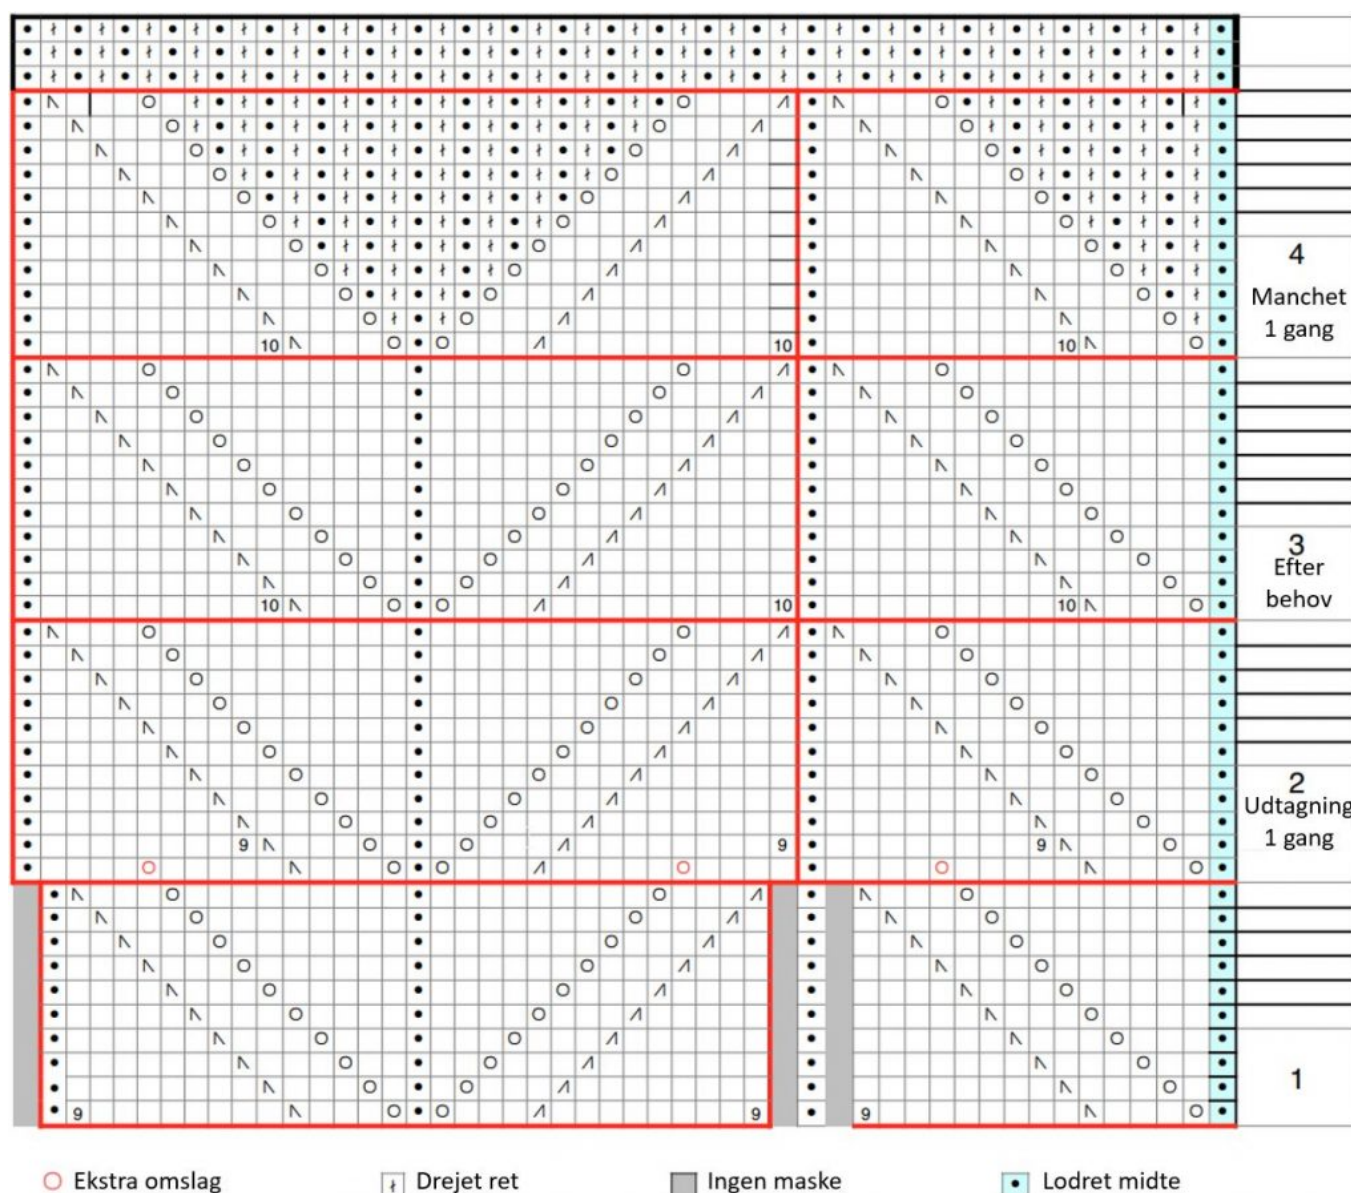 4
Manchet
1 gang
10
10
10
3
Efter
behov
10
10
10
2
Udtagning
1 gang
9
9
9
1
9
9
9
Ekstra omslag
Drejet ret
Ingen maske
Lodret midte